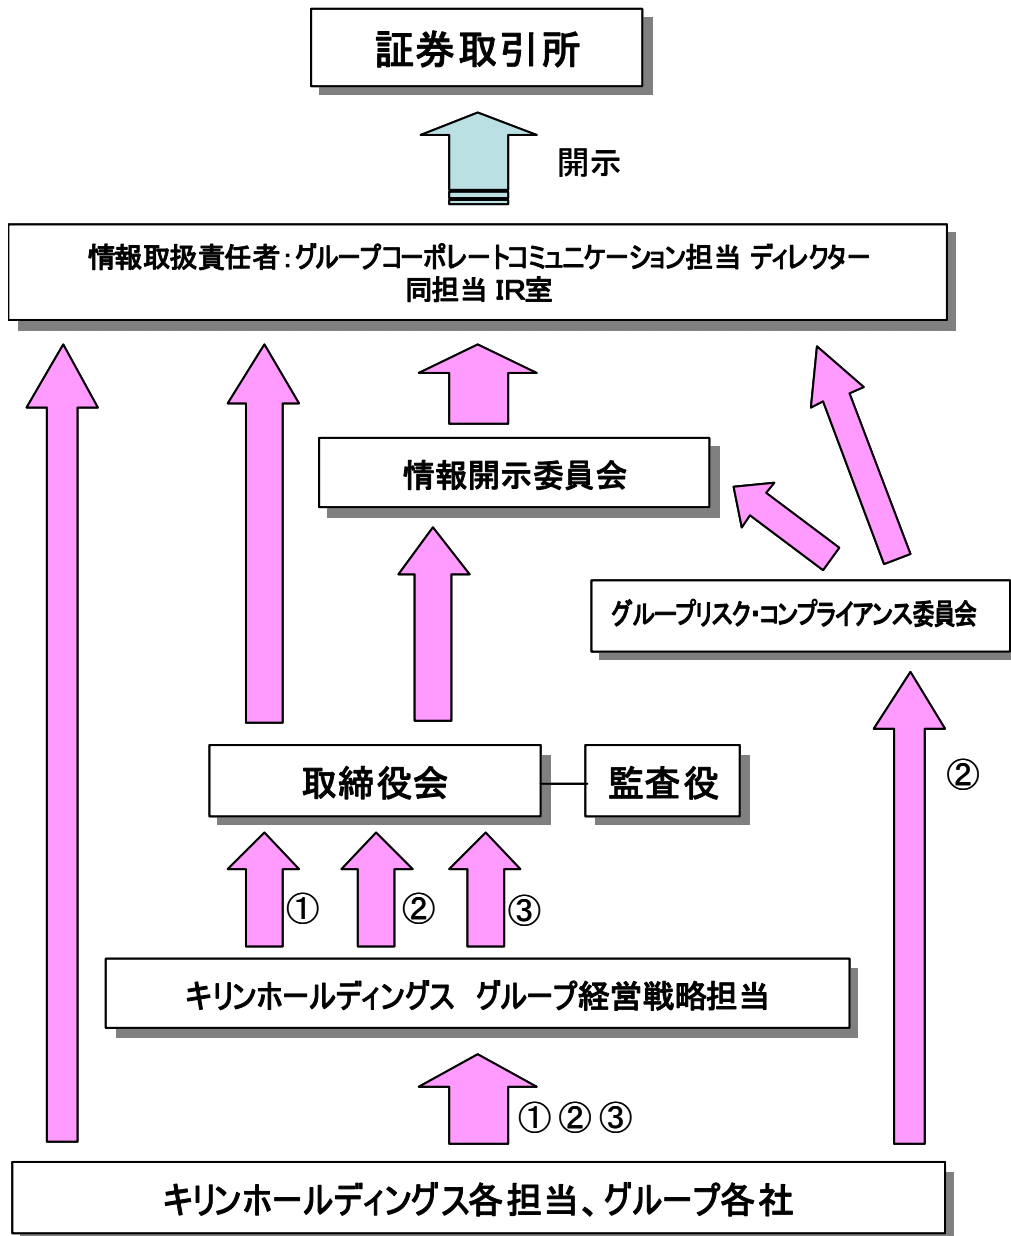 証券取引所
開示
情報取扱責任者：グループコーポレートコミュニケーション担当 ディレクター
同担当 IR室
情報開示委員会
グループリスク・コンプライアンス委員会
取締役会
監査役
②
①
②
③
キリンホールディングス　グループ経営戦略担当
①②③
キリンホールディングス各担当、グループ各社